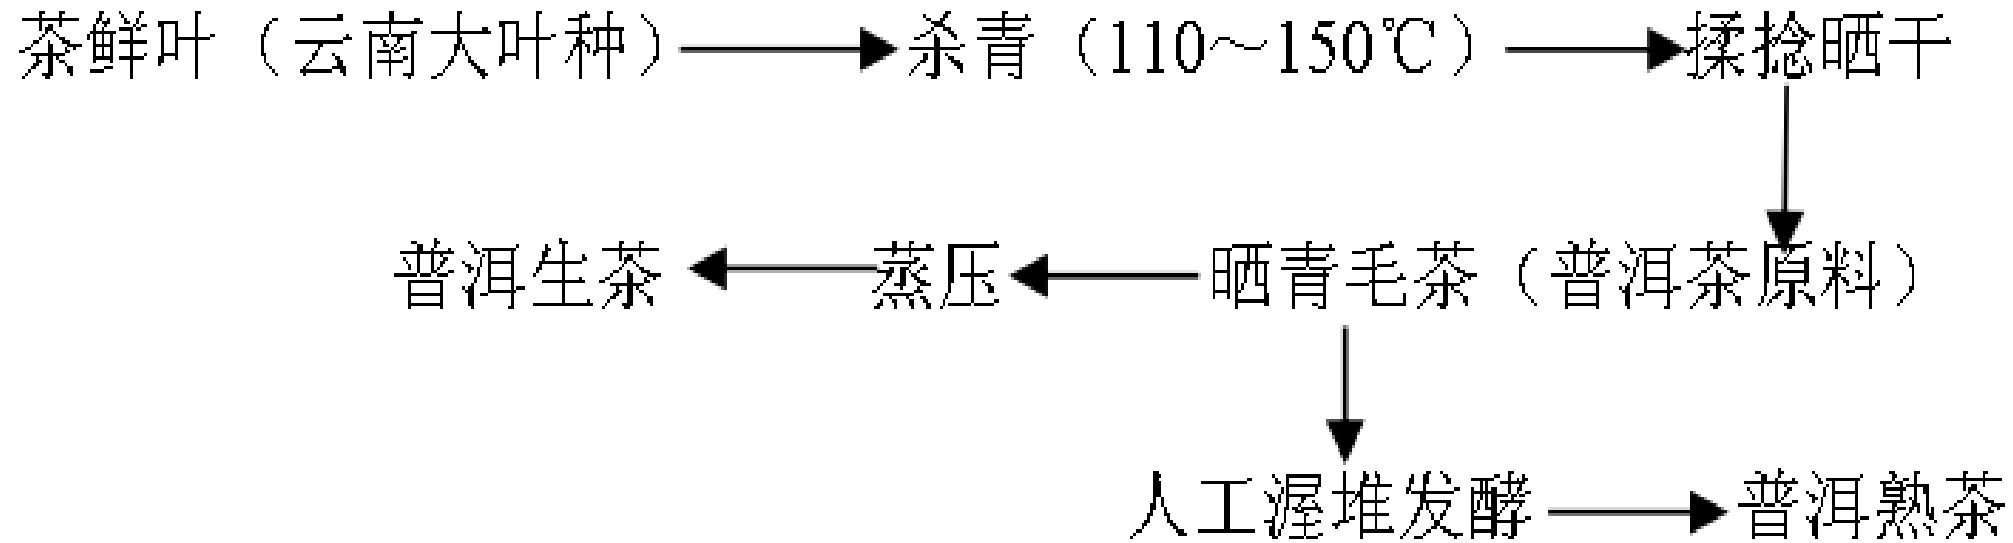 茶鲜叶（云南大叶种） 杀青（110～150℃） 揉捻晒干
普洱生茶 蒸压 晒青毛茶（普洱茶原料）
人工渥堆发酵 普洱熟茶